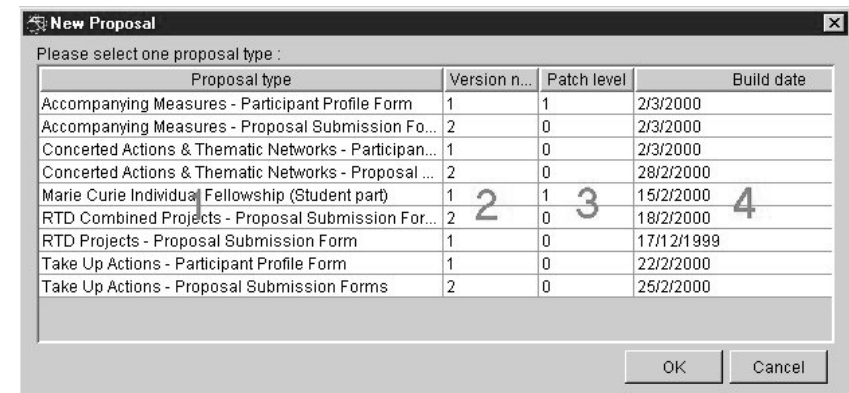 New Proposal
Please select one proposal type :
Proposal type Version n... Patch level Build date
Accompanying Measures - Participant Profile Form 1 1 2/3/2000
Accompanying Measures - Proposal Submission Fo... 2 0 2/3/2000
Concerted Actions & Thematic Networks - Participan... 1 0 2/3/2000
Concerted Actions & Thematic Networks - Proposal ... 2 0 28/2/2000
Marie Curie Individual Fellowship (Student part) 1 1 15/2/2000
1 2 3 4
RTD Combined Projects - Proposal Submission For... 2 0 18/2/2000
RTD Projects - Proposal Submission Form 1 0 17/12/1999
Take Up Actions - Participant Profile Form 1 0 22/2/2000
Take Up Actions - Proposal Submission Forms 2 0 25/2/2000
OK Cancel